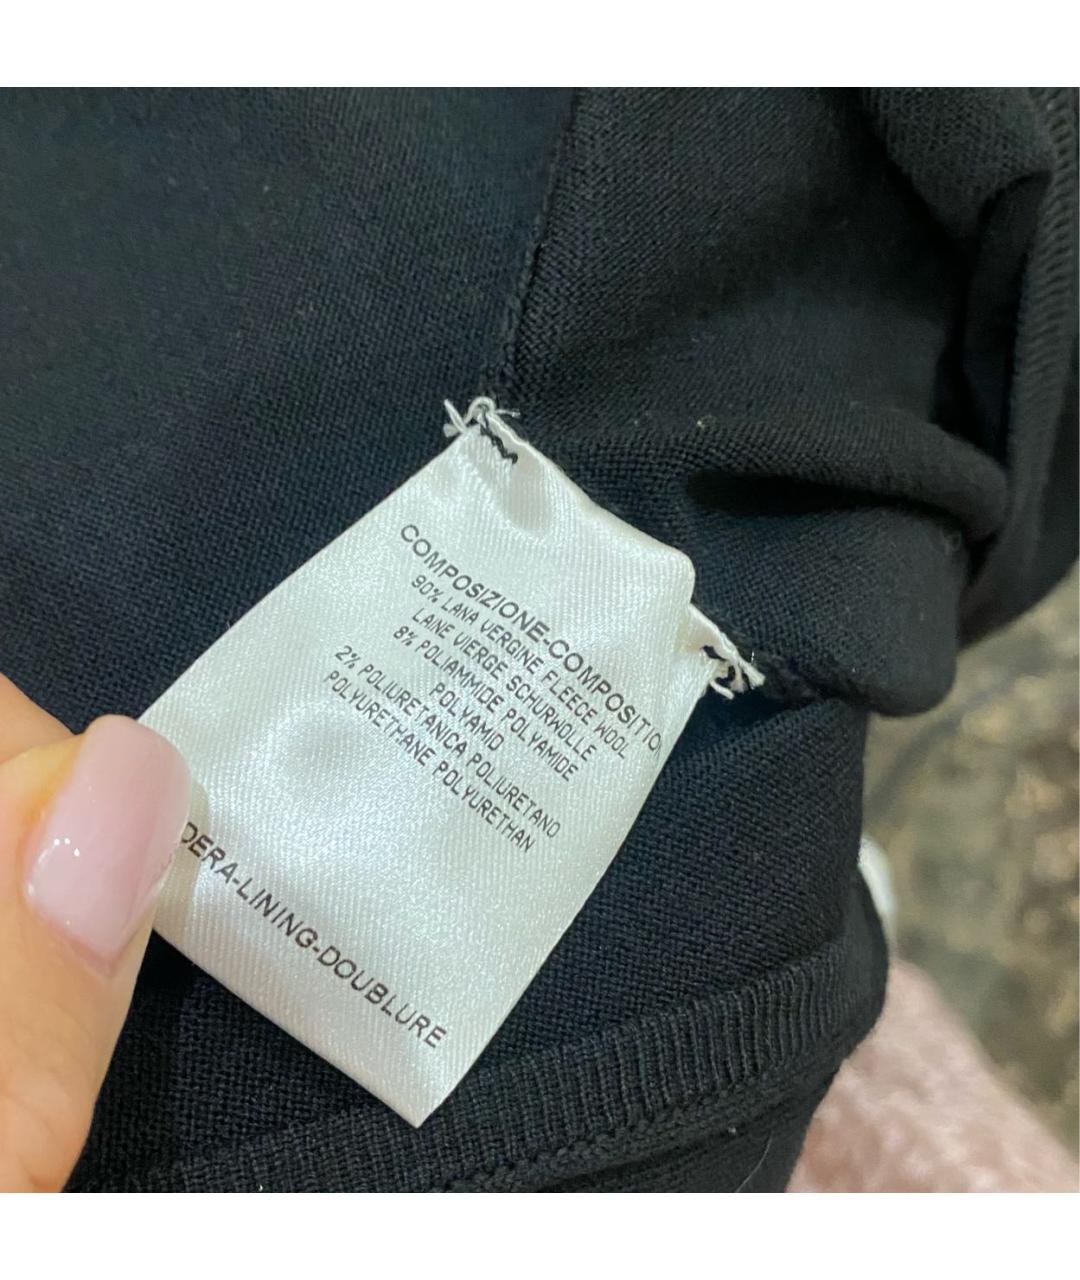 COMPOSIZIONE-COMPOSITIO
90% LANA VERGINE FLEECE WOOL
LAINE VIERGE SCHURWOLLE
8% POLIAMMIDE POLYAMIDE
POLYAMID
2% POLIURETANICA POLIURETANO
POLYURETHANE POLYURETHAN
DERA-LINING-DOUBLURE